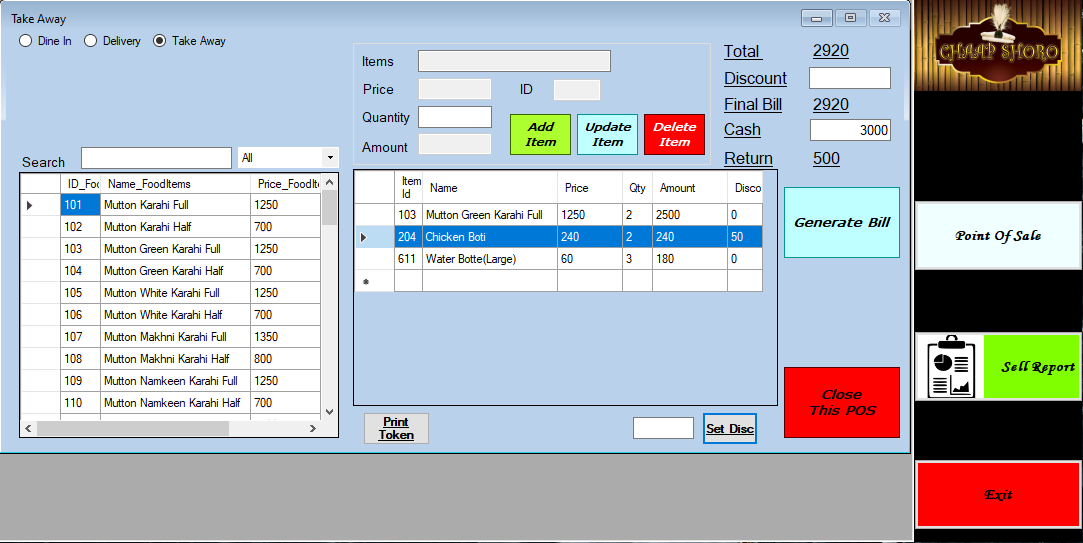 Take Away
Dine In Delivery Take Away
CHAAP SHORO
Items
Price ID
Quantity
Amount
Add Item
Update Item
Delete Item
Total 2920
Discount
Final Bill 2920
Cash 3000
Return 500
Search All
ID_Foo Name_FoodItems Price_FoodIte
101 Mutton Karahi Full 1250
102 Mutton Karahi Half 700
103 Mutton Green Karahi Full 1250
104 Mutton Green Karahi Half 700
105 Mutton White Karahi Full 1250
106 Mutton White Karahi Half 700
107 Mutton Makhni Karahi Full 1350
108 Mutton Makhni Karahi Half 800
109 Mutton Namkeen Karahi Full 1250
110 Mutton Namkeen Karahi Half 700
Item Id Name Price Qty Amount Disco
103 Mutton Green Karahi Full 1250 2 2500 0
204 Chicken Boti 240 2 240 50
611 Water Botte(Large) 60 3 180 0
Generate Bill
Close
This POS
Print
Token
Set Disc
Point Of Sale
Sell Report
Exit